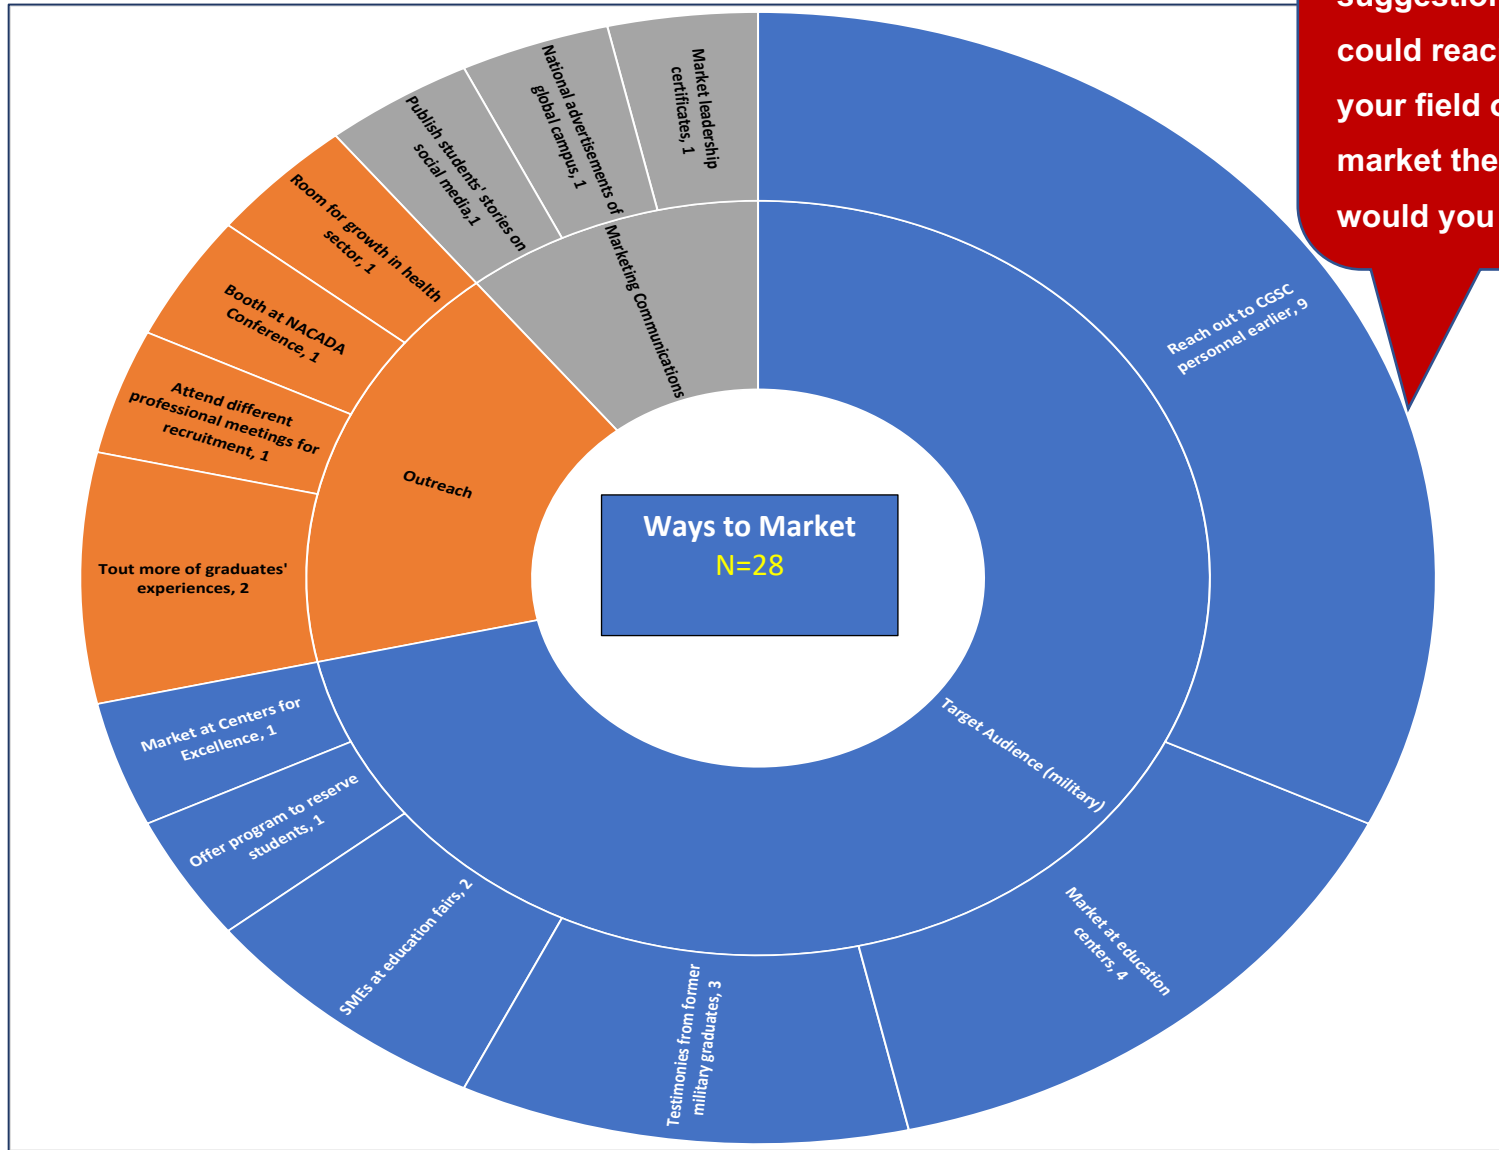 suggestion
could reac
your field o
market the
would you
Market leadership
certificates, 1
National advertisements of
global campus, 1
Publish students' stories on
social media,1
Marketing Communications
Room for growth in health
sector, 1
Booth at NACADA
Conference, 1
Attend different
professional meetings for
recruitment, 1
Tout more of graduates'
experiences, 2
Outreach
Reach out to CGSC
personnel earlier, 9
Ways to Market
N=28
Target Audience (military)
Market at education
centers, 4
Testimonies from former
military graduates, 3
SMEs at education fairs, 2
Offer program to reserve
students, 1
Market at Centers for
Excellence, 1